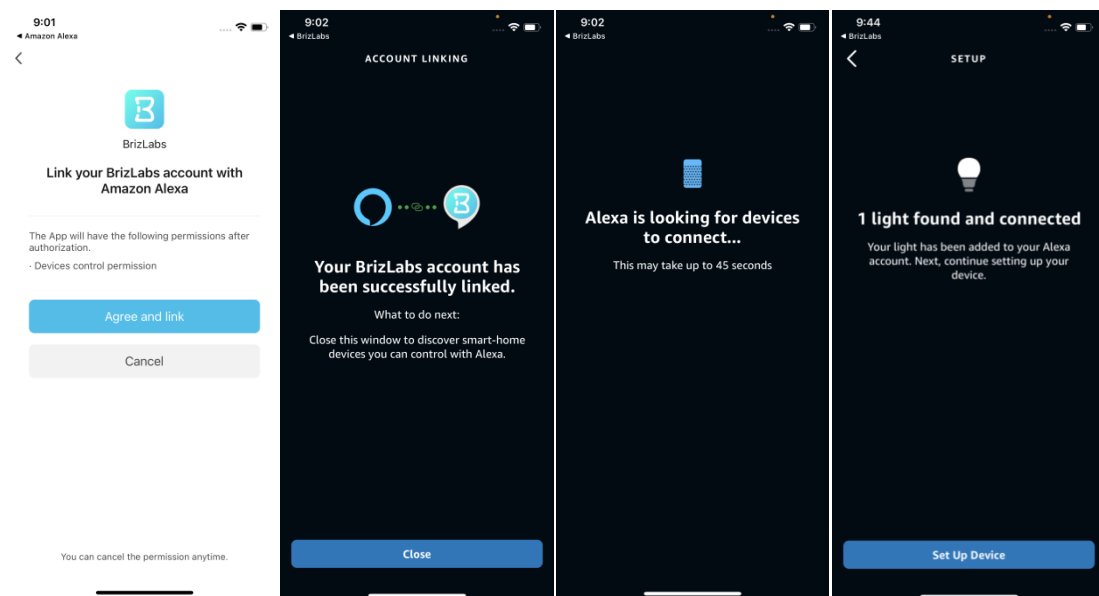 9:01
Amazon Alexa
BrizLabs
Link your BrizLabs account with
Amazon Alexa
The App will have the following permissions after
authorization.
· Devices control permission
Agree and link
Cancel
You can cancel the permission anytime.
9:02
BrizLabs
ACCOUNT LINKING
Your BrizLabs account has
been successfully linked.
What to do next:
Close this window to discover smart-home
devices you can control with Alexa.
Close
9:02
BrizLabs
Alexa is looking for devices
to connect...
This may take up to 45 seconds
9:44
BrizLabs
SETUP
1 light found and connected
Your light has been added to your Alexa
account. Next, continue setting up your
device.
Set Up Device